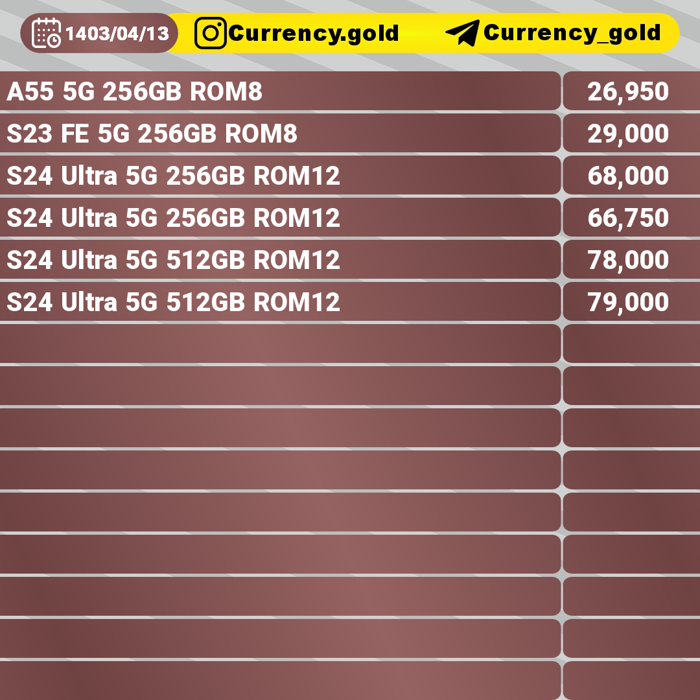 1403/04/13 Currency.gold Currency_gold
A55 5G 256GB ROM8 26,950
S23 FE 5G 256GB ROM8 29,000
S24 Ultra 5G 256GB ROM12 68,000
S24 Ultra 5G 256GB ROM12 66,750
S24 Ultra 5G 512GB ROM12 78,000
S24 Ultra 5G 512GB ROM12 79,000